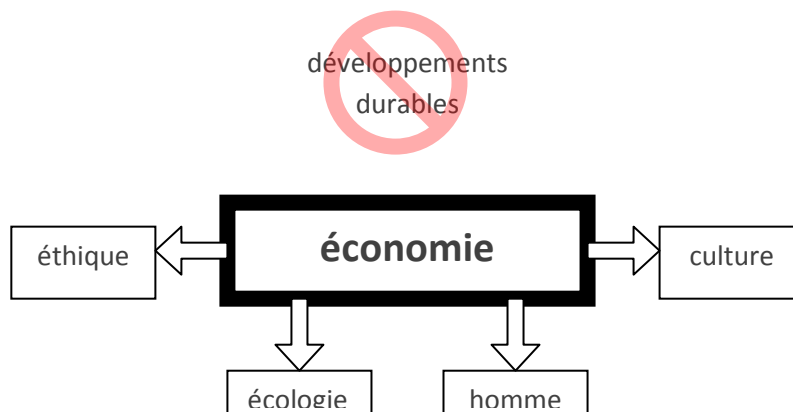 développements
durables
économie
éthique
culture
écologie
homme